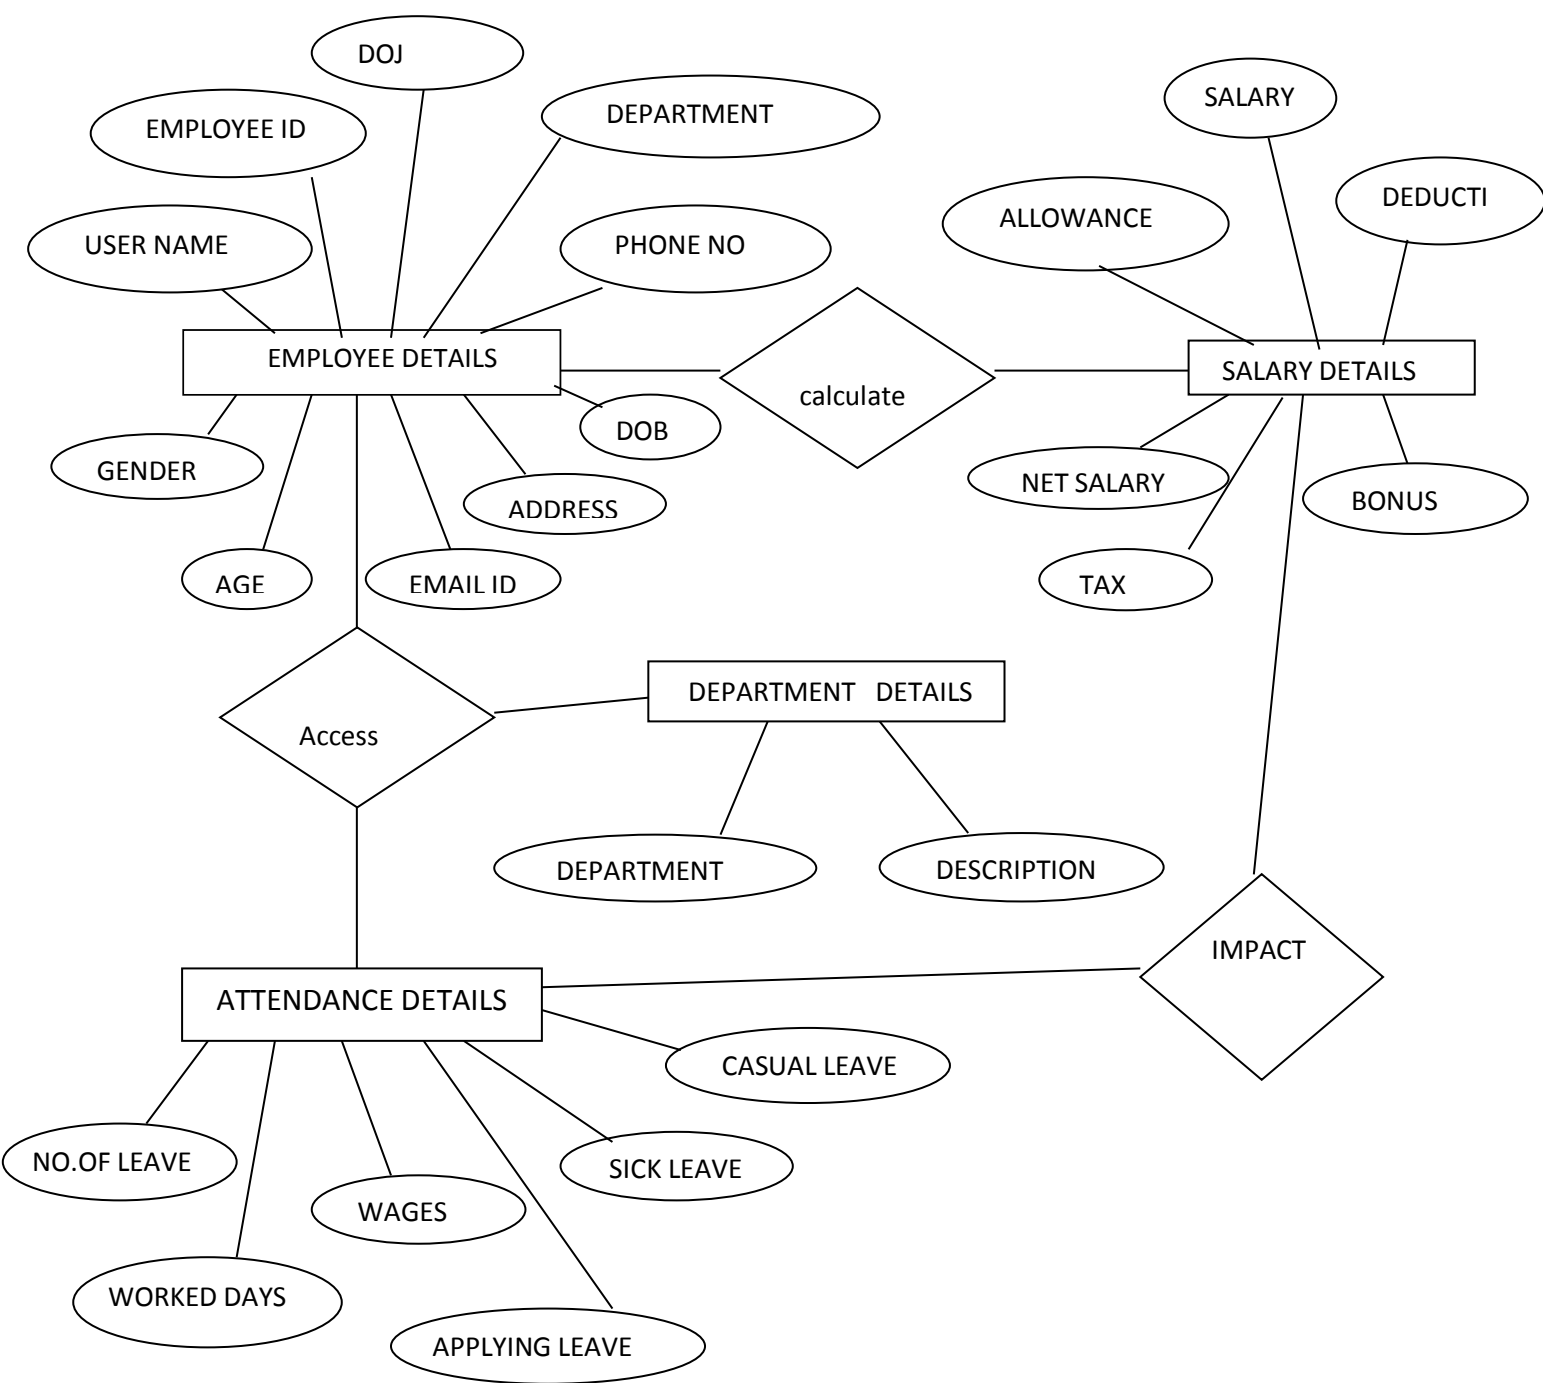 DOJ
SALARY
DEPARTMENT
EMPLOYEE ID
DEDUCTI
ALLOWANCE
USER NAME
PHONE NO
EMPLOYEE DETAILS
SALARY DETAILS
calculate
DOB
GENDER
NET SALARY
BONUS
ADDRESS
AGE
EMAIL ID
TAX
DEPARTMENT DETAILS
Access
DEPARTMENT
DESCRIPTION
IMPACT
ATTENDANCE DETAILS
CASUAL LEAVE
NO.OF LEAVE
SICK LEAVE
WAGES
WORKED DAYS
APPLYING LEAVE